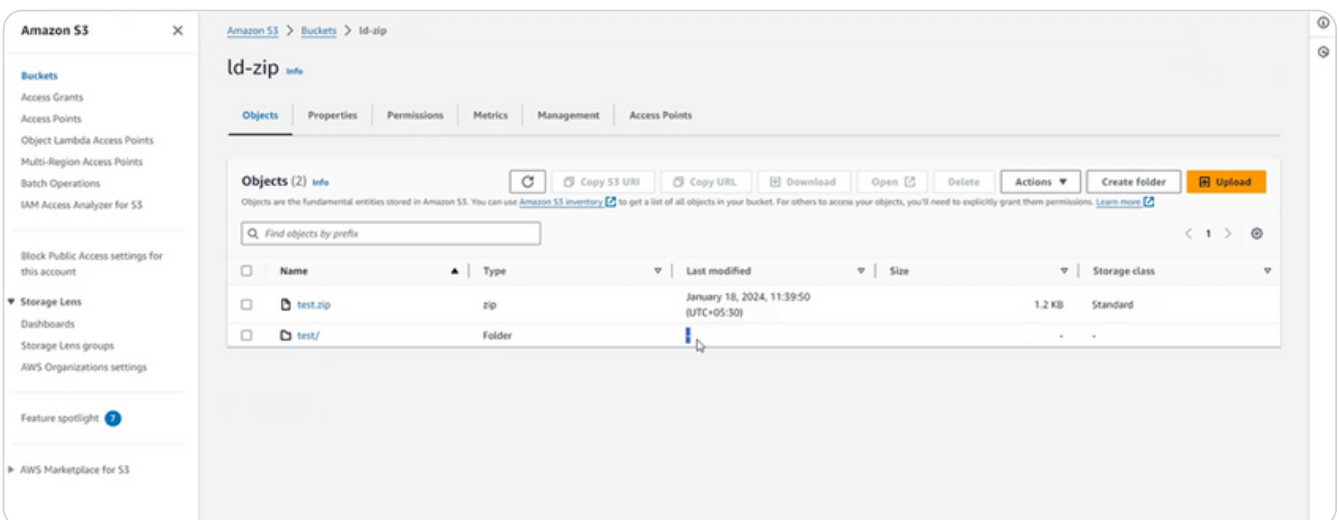 Amazon S3
Buckets
Access Grants
Access Points
Object Lambda Access Points
Multi-Region Access Points
Batch Operations
IAM Access Analyzer for S3
Block Public Access settings for
this account
Storage Lens
Dashboards
Storage Lens groups
AWS Organizations settings
Feature spotlight 7
AWS Marketplace for S3
Amazon S3 > Buckets > ld-zip
ld-zip Info
Objects Properties Permissions Metrics Management Access Points
Objects (2) Info
Copy S3 URI Copy URL Download Open Delete Actions Create folder Upload
Objects are the fundamental entities stored in Amazon S3. You can use Amazon S3 inventory to get a list of all objects in your bucket. For others to access your objects, you'll need to explicitly grant them permissions. Learn more
Find objects by prefix
< 1 >
Name Type Last modified Size Storage class
test.zip zip January 18, 2024, 11:39:50 (UTC+05:30) 1.2 KB Standard
test/ Folder - - -